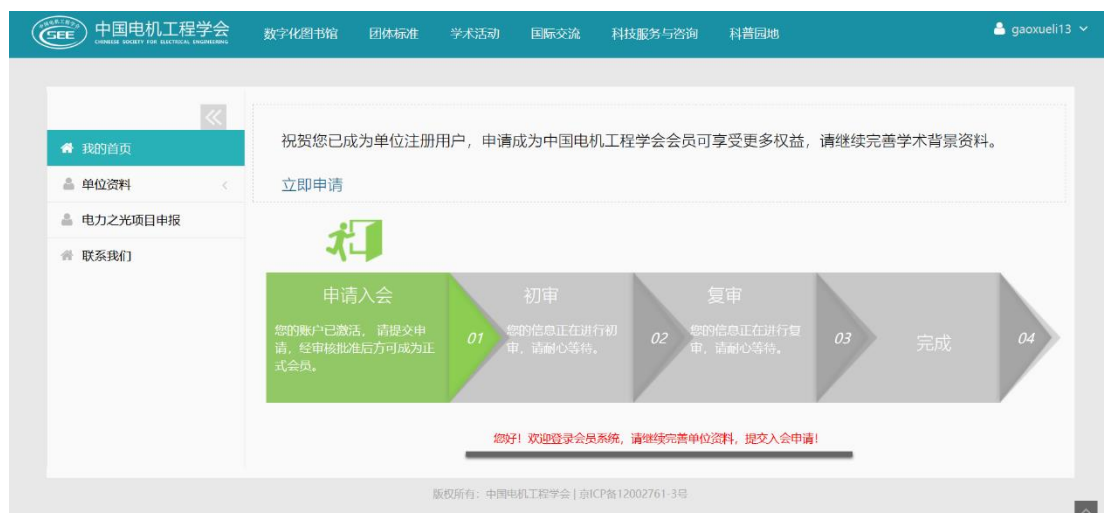 CSEE
中国电机工程学会
CHINESE SOCIETY FOR ELECTRICAL ENGINEERING
数字化图书馆 团体标准 学术活动 国际交流 科技服务与咨询 科普园地
gaoxueli13
我的首页
单位资料
电力之光项目申报
联系我们
祝贺您已成为单位注册用户，申请成为中国电机工程学会会员可享受更多权益，请继续完善学术背景资料。
立即申请
申请入会
您的账户已激活， 请提交申
请，经审核批准后方可成为正
式会员。
01
初审
您的信息正在进行初
审，请耐心等待。
02
复审
您的信息正在进行复
审，请耐心等待。
03
完成
04
您好！欢迎登录会员系统，请继续完善单位资料，提交入会申请！
版权所有：中国电机工程学会 | 京ICP备12002761-3号